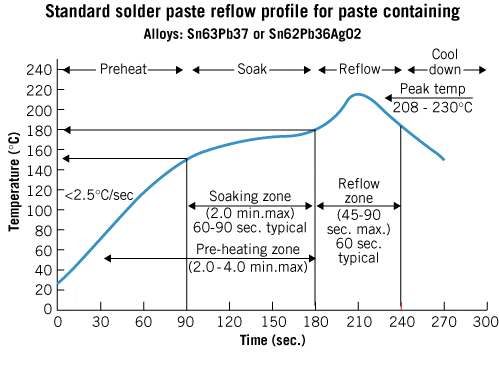 Standard solder paste reflow profile for paste containing
Alloys: Sn63Pb37 or Sn62Pb36Ag02
Preheat
Soak
Reflow
Cool
down
Peak temp
208 - 230°C
Temperature (°C)
240
220
200
180
160
140
120
100
80
60
40
20
0
<2.5°C/sec
Soaking zone
(2.0 min.max)
60-90 sec. typical
Pre-heating zone
(2.0-4.0 min.max)
Reflow
zone
(45-90
sec. max.)
60 sec.
typical
0 30 60 90 120 150 180 210 240 270 300
Time (sec.)